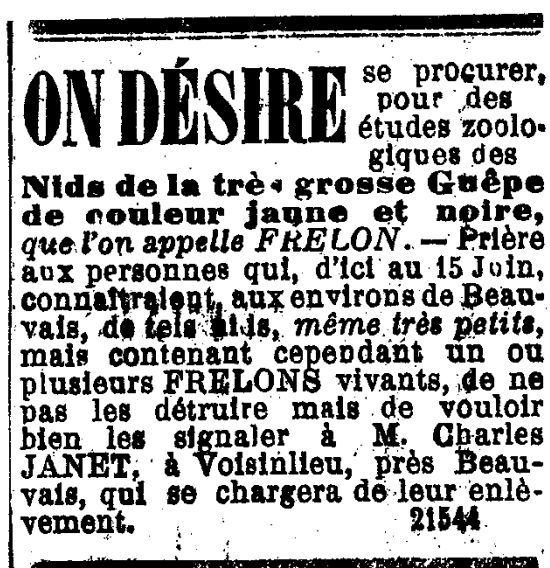 ON DÉSIRE se procurer,
pour des
études zoolo-
giques des
Nids de la très grosse Guêpe
de couleur jaune et noire,
que l'on appelle FRELON. — Prière
aux personnes qui, d'ici au 15 Juin,
connaîtraient, aux environs de Beau-
vais, de tels nids, même très petits,
mais contenant cependant un ou
plusieurs FRELONS vivants, de ne
pas les détruire mais de vouloir
bien les signaler à M. Charles
JANET, à Voisinlieu, près Beau-
vais, qui se chargera de leur enlè-
vement. 21544